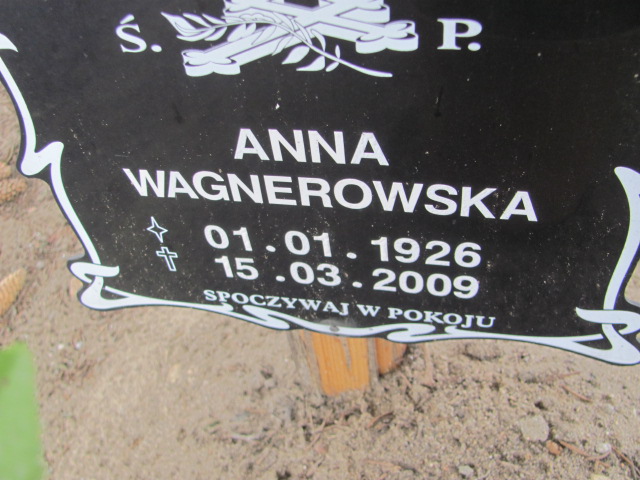 Ś. P.
ANNA
WAGNEROWSKA
01.01.1926
15.03.2009
SPOCZYWAJ W POKOJU